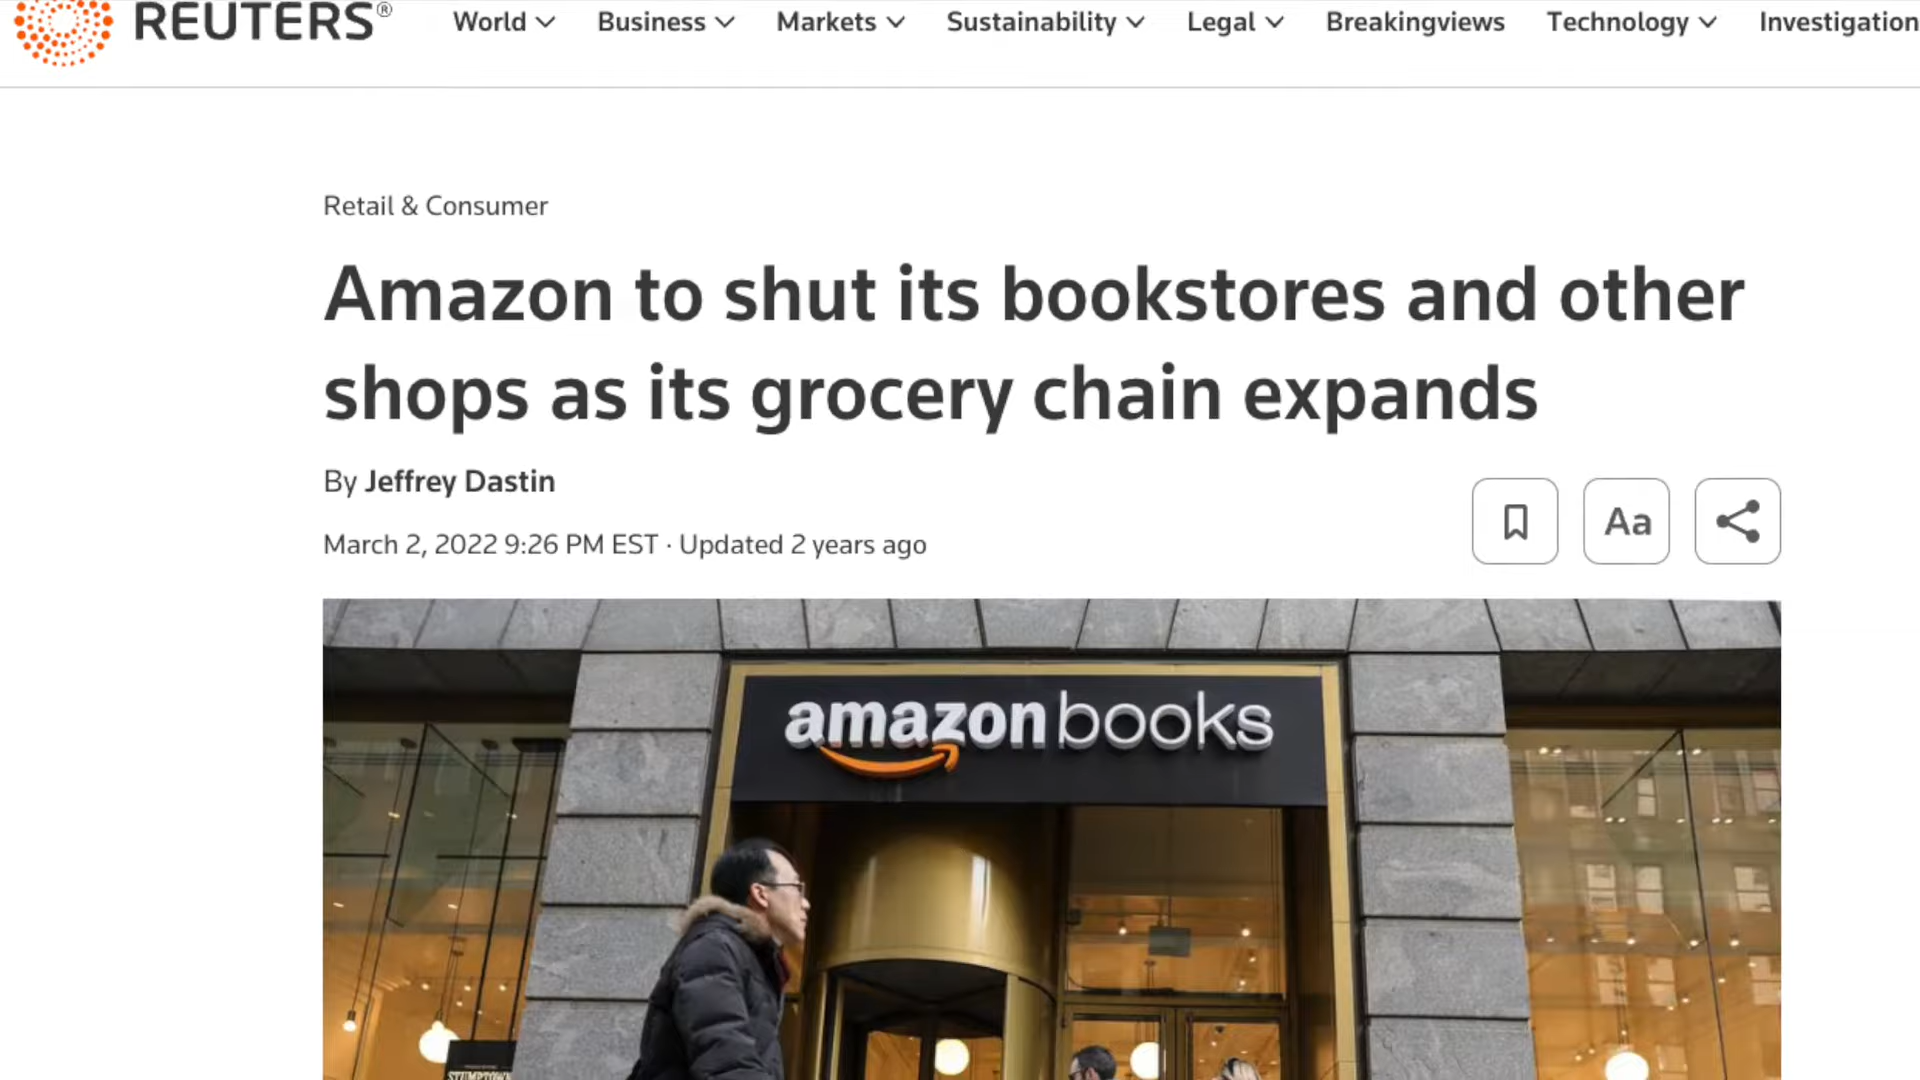 REUTERS®
World Business Markets Sustainability Legal Breakingviews Technology Investigation
Retail & Consumer
Amazon to shut its bookstores and other
shops as its grocery chain expands
By Jeffrey Dastin
Aa
March 2, 2022 9:26 PM EST · Updated 2 years ago
amazonbooks
STUMPTOWN